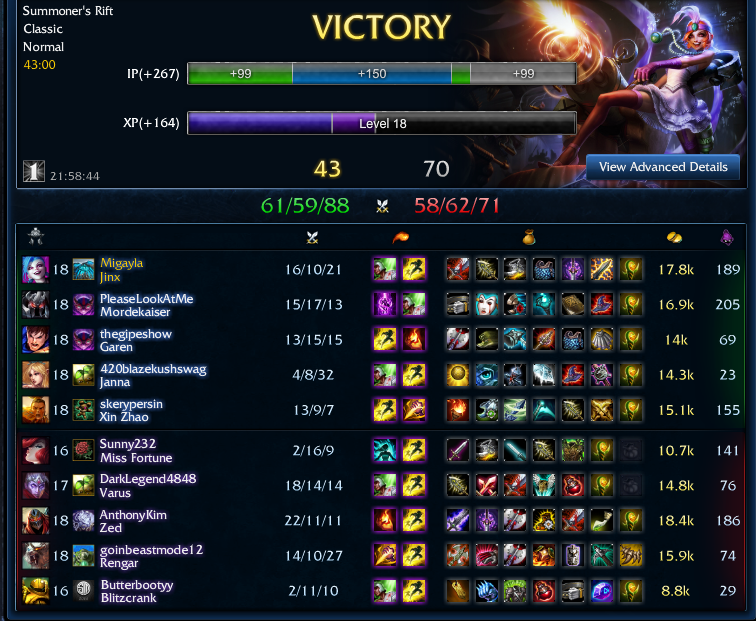 Summoner's Rift
Classic
Normal
43:00
VICTORY
IP(+267) +99 +150 +99
XP(+164) Level 18
1 21:58:44 43 70 View Advanced Details
61/59/88 58/62/71
18 Migayla 16/10/21 17.8k 189
Jinx
18 PleaseLookAtMe 15/17/13 16.9k 205
Mordekaiser
18 thegipeshow 13/15/15 14k 69
Garen
18 420blazekushswag 4/8/32 14.3k 23
Janna
18 skerypersin 13/9/7 15.1k 155
Xin Zhao
16 Sunny232 2/16/9 10.7k 141
Miss Fortune
17 DarkLegend4848 18/14/14 14.8k 76
Varus
18 AnthonyKim 22/11/11 18.4k 186
Zed
18 goinbeastmode12 14/10/27 15.9k 74
Rengar
16 Butterbootyy 2/11/10 8.8k 29
Blitzcrank